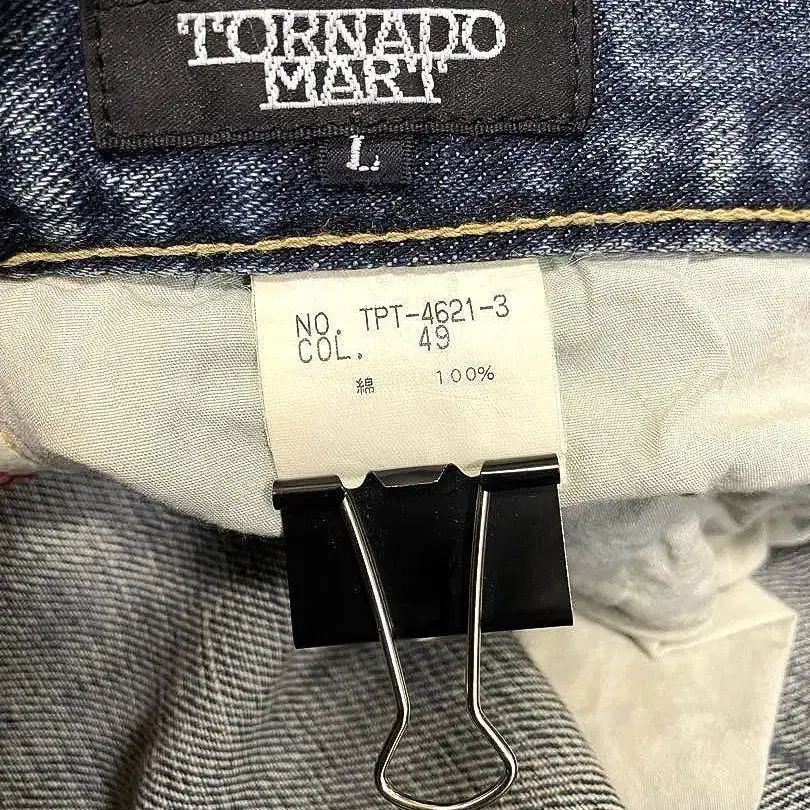 TORNADO
MART
L
NO. TPT-4621-3
COL. 49
綿 100%